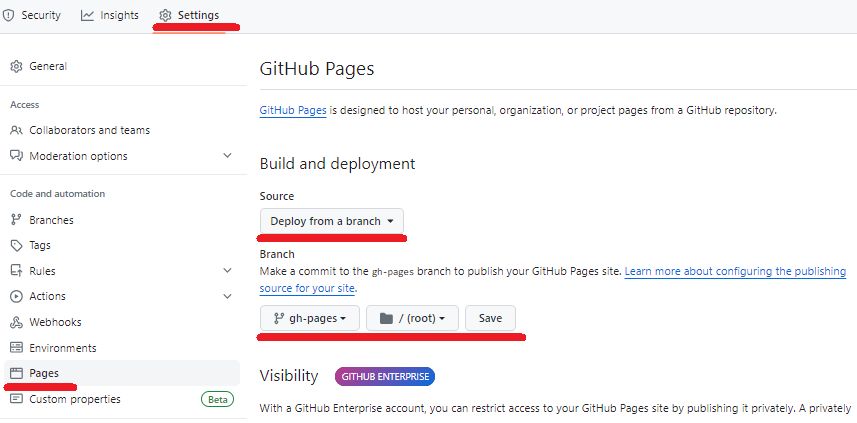 Security
Insights
Settings
General
Access
Collaborators and teams
Moderation options
Code and automation
Branches
Tags
Rules
Actions
Webhooks
Environments
Pages
Custom properties
Beta
GitHub Pages
GitHub Pages is designed to host your personal, organization, or project pages from a GitHub repository.
Build and deployment
Source
Deploy from a branch
Branch
Make a commit to the gh-pages branch to publish your GitHub Pages site. Learn more about configuring the publishing
source for your site.
gh-pages
/ (root)
Save
Visibility
GITHUB ENTERPRISE
With a GitHub Enterprise account, you can restrict access to your GitHub Pages site by publishing it privately. A privately